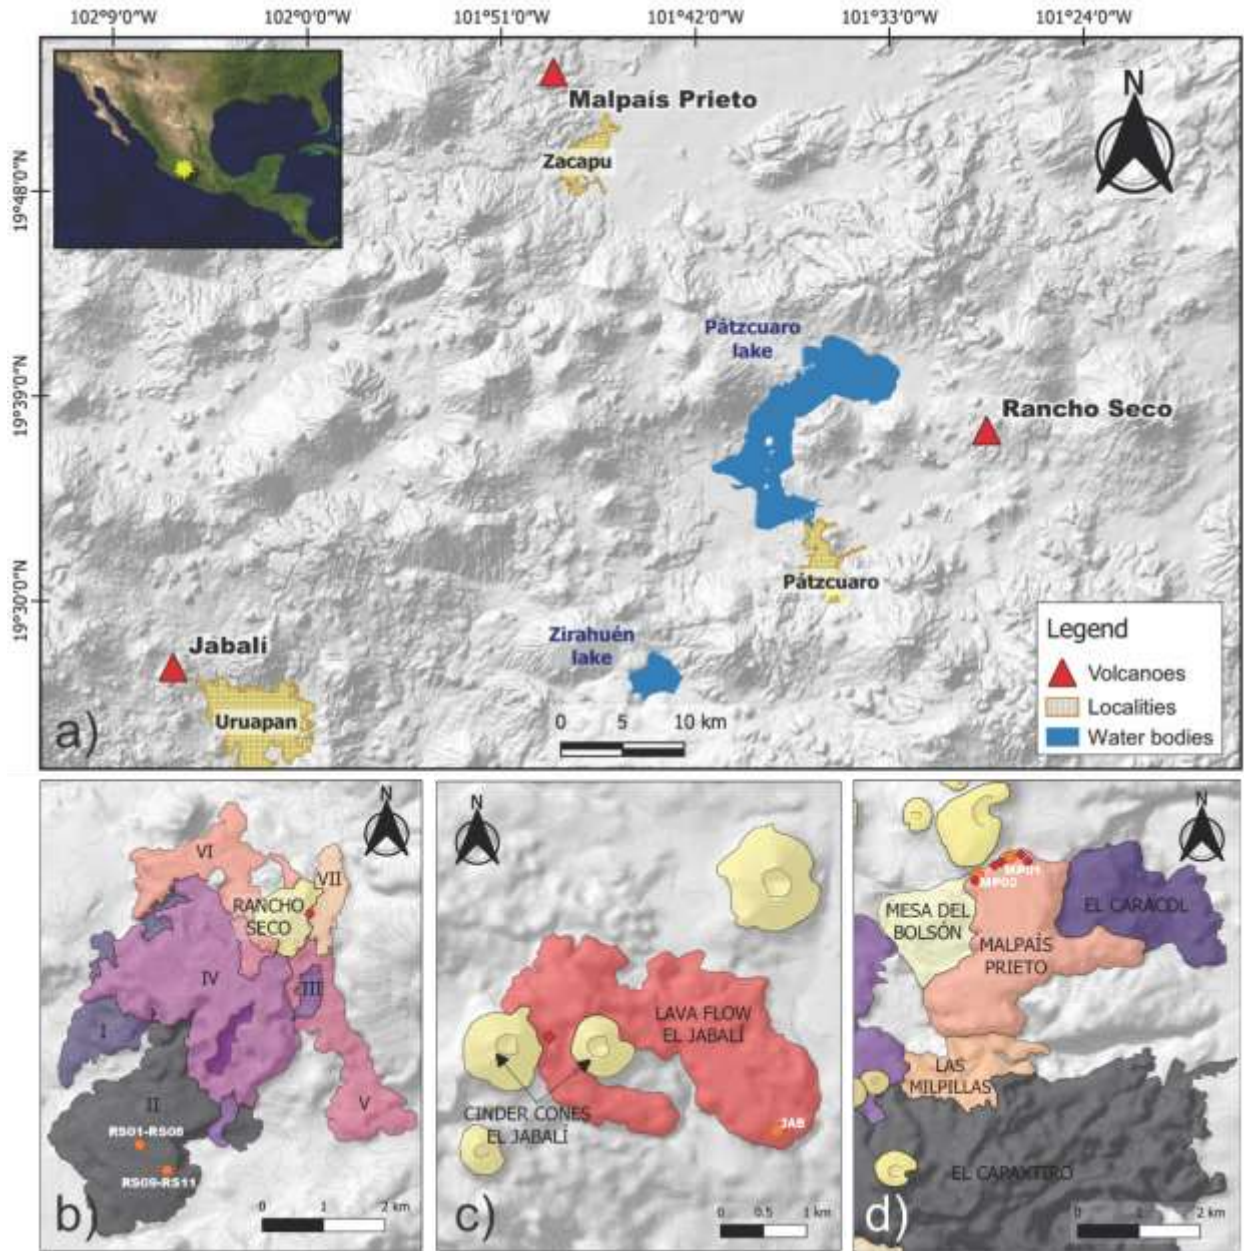 102°9'0"W
102°0'0"W
101°51'0"W
101°42'0"W
101°33'0"W
101°24'0"W
19°48'0"N
19°39'0"N
19°30'0"N
N
Malpaís Prieto
Zacapu
Pátzcuaro
lake
Rancho Seco
Pátzcuaro
Zirahuén
lake
Jabalí
Uruapan
0 5 10 km
Legend
Volcanoes
Localities
Water bodies
a)
N
VI
VII
RANCHO
SECO
IV
III
I
II
V
RS01-RS08
RS09-RS11
0 1 2 km
b)
N
LAVA FLOW
EL JABALÍ
CINDER CONES
EL JABALÍ
JAB
0 0.5 1 km
c)
N
MP01
MP02
MESA DEL
BOLSÓN
EL CARACOL
MALPAÍS
PRIETO
LAS
MILPILLAS
EL CAPAXTIRO
0 1 2 km
d)